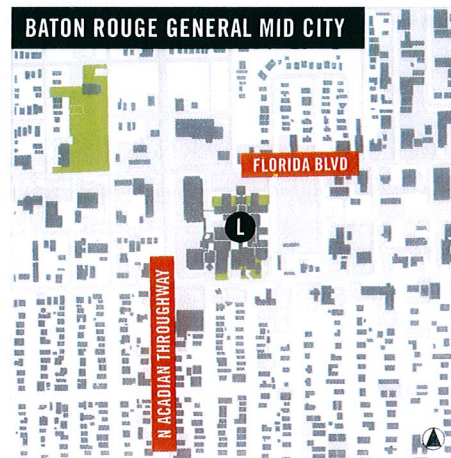 BATON ROUGE GENERAL MID CITY
FLORIDA BLVD
L
N ACADIAN THROUGHWAY